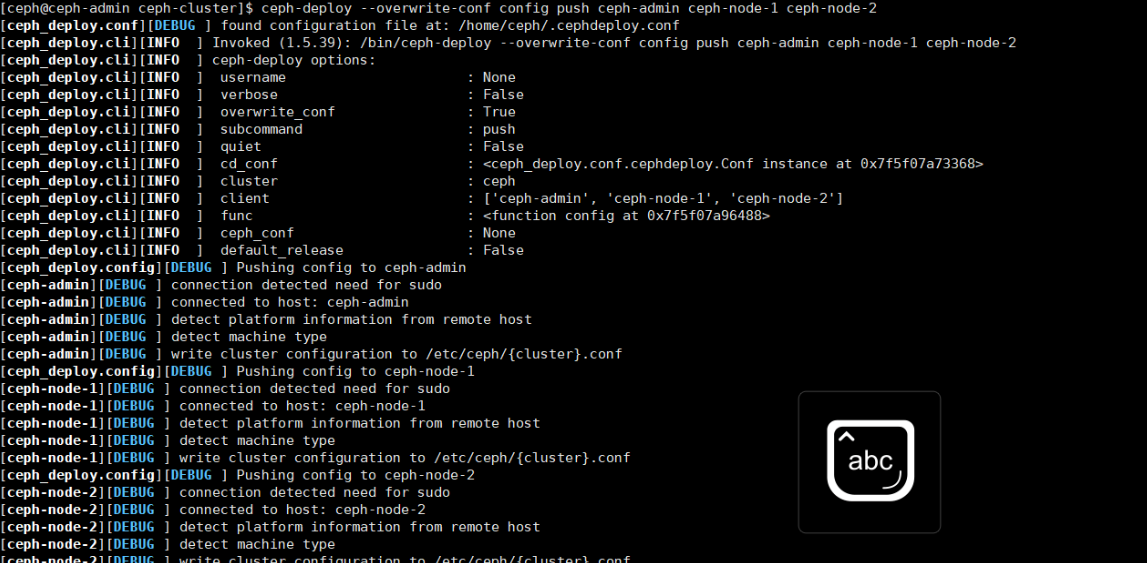 [ceph@ceph-admin ceph-cluster]$ ceph-deploy --overwrite-conf config push ceph-admin ceph-node-1 ceph-node-2
[ceph_deploy.conf][DEBUG ] found configuration file at: /home/ceph/.cephdeploy.conf
[ceph_deploy.cli][INFO  ] Invoked (1.5.39): /bin/ceph-deploy --overwrite-conf config push ceph-admin ceph-node-1 ceph-node-2
[ceph_deploy.cli][INFO  ] ceph-deploy options:
[ceph_deploy.cli][INFO  ]  username                      : None
[ceph_deploy.cli][INFO  ]  verbose                       : False
[ceph_deploy.cli][INFO  ]  overwrite_conf                : True
[ceph_deploy.cli][INFO  ]  subcommand                    : push
[ceph_deploy.cli][INFO  ]  quiet                         : False
[ceph_deploy.cli][INFO  ]  cd_conf                       : <ceph_deploy.conf.cephdeploy.Conf instance at 0x7f5f07a73368>
[ceph_deploy.cli][INFO  ]  cluster                       : ceph
[ceph_deploy.cli][INFO  ]  client                        : ['ceph-admin', 'ceph-node-1', 'ceph-node-2']
[ceph_deploy.cli][INFO  ]  func                          : <function config at 0x7f5f07a96488>
[ceph_deploy.cli][INFO  ]  ceph_conf                     : None
[ceph_deploy.cli][INFO  ]  default_release               : False
[ceph_deploy.config][DEBUG ] Pushing config to ceph-admin
[ceph-admin][DEBUG ] connection detected need for sudo
[ceph-admin][DEBUG ] connected to host: ceph-admin
[ceph-admin][DEBUG ] detect platform information from remote host
[ceph-admin][DEBUG ] detect machine type
[ceph-admin][DEBUG ] write cluster configuration to /etc/ceph/{cluster}.conf
[ceph_deploy.config][DEBUG ] Pushing config to ceph-node-1
[ceph-node-1][DEBUG ] connection detected need for sudo
[ceph-node-1][DEBUG ] connected to host: ceph-node-1
[ceph-node-1][DEBUG ] detect platform information from remote host
[ceph-node-1][DEBUG ] detect machine type
[ceph-node-1][DEBUG ] write cluster configuration to /etc/ceph/{cluster}.conf
[ceph_deploy.config][DEBUG ] Pushing config to ceph-node-2
[ceph-node-2][DEBUG ] connection detected need for sudo
[ceph-node-2][DEBUG ] connected to host: ceph-node-2
[ceph-node-2][DEBUG ] detect platform information from remote host
[ceph-node-2][DEBUG ] detect machine type
[ceph-node-2][DEBUG ] write cluster configuration to /etc/ceph/{cluster}.conf
abc